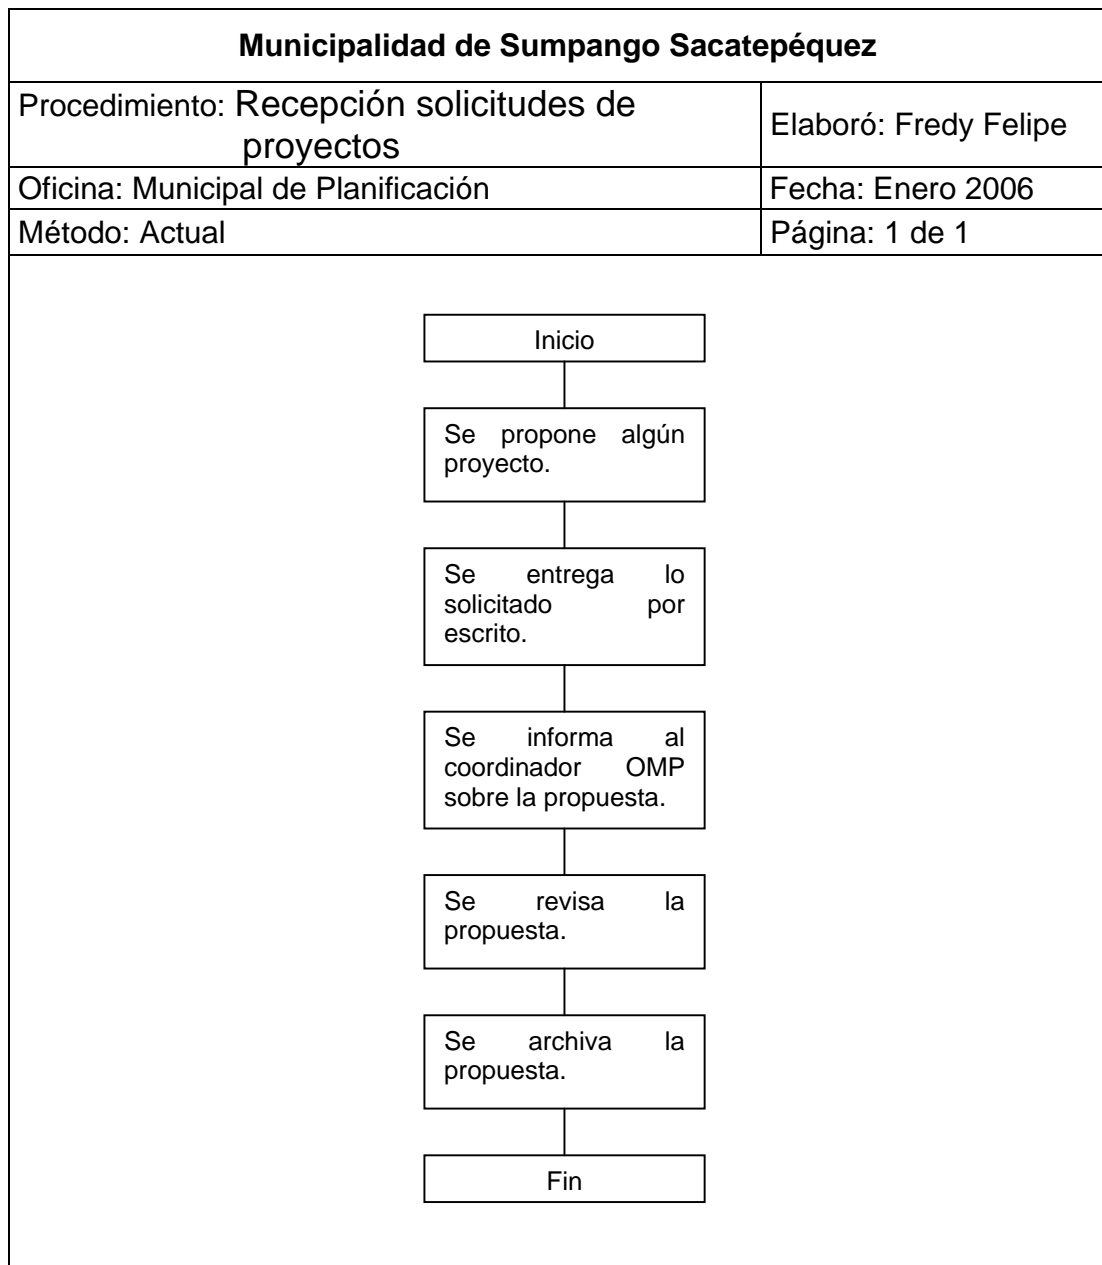 Municipalidad de Sumpango Sacatepéquez
Procedimiento: Recepción solicitudes de
proyectos
Elaboró: Fredy Felipe
Oficina: Municipal de Planificación
Fecha: Enero 2006
Método: Actual
Página: 1 de 1
Inicio
Se propone algún
proyecto.
Se entrega lo
solicitado por
escrito.
Se informa al
coordinador OMP
sobre la propuesta.
Se revisa la
propuesta.
Se archiva la
propuesta.
Fin